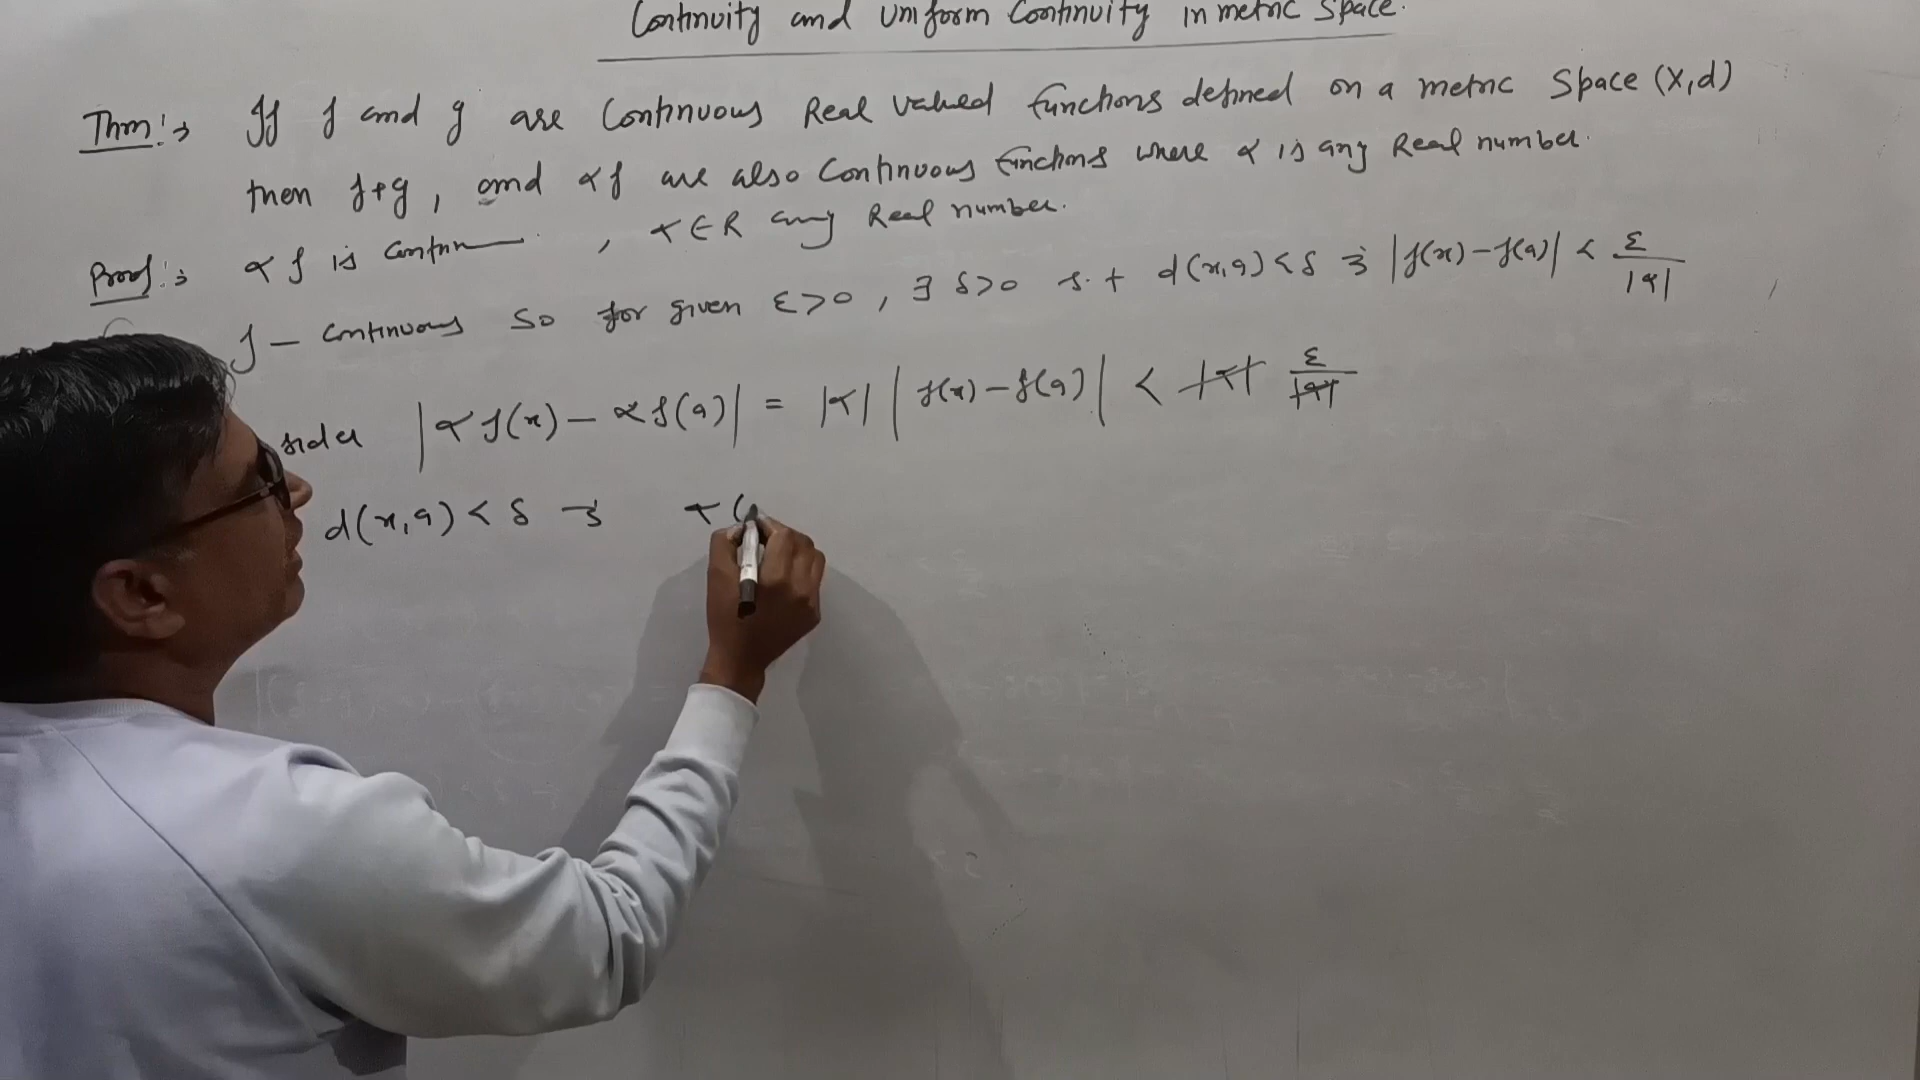 Continuity and Uniform Continuity in metric Space.
Thm:→ If f and g are Continuous Real valued functions defined on a metric Space (X,d)
then f+g, and αf are also Continuous functions where α is any Real number.
Proof:→ αf is contin , α∈R any Real number.
f – continuous so for given ε>0, ∃ δ>0 s.t d(x,a)<δ ⇒ |f(x)-f(a)| < ε/|α|
sider |αf(x) - αf(a)| = |α| |f(x)-f(a)| < |α| ε/|α|
d(x,a)<δ ⇒ α(